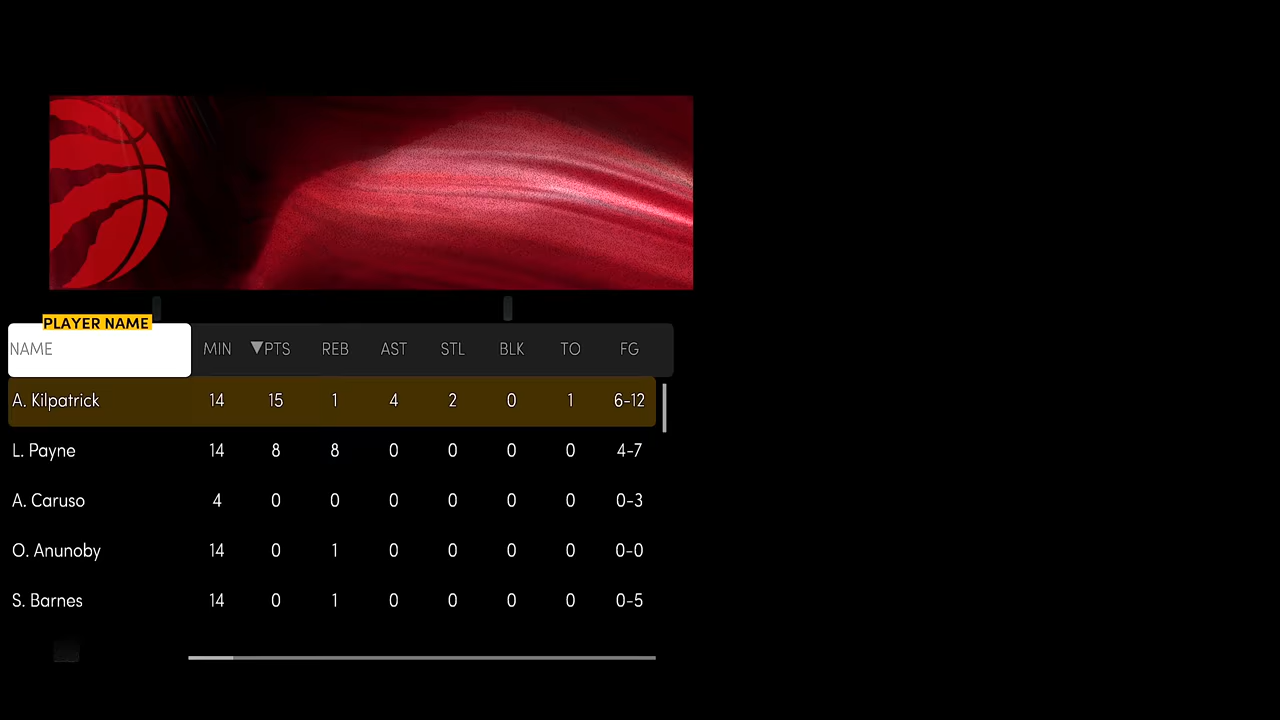 PLAYER NAME
NAME MIN ▼PTS REB AST STL BLK TO FG
A. Kilpatrick 14 15 1 4 2 0 1 6-12
L. Payne 14 8 8 0 0 0 0 4-7
A. Caruso 4 0 0 0 0 0 0 0-3
O. Anunoby 14 0 1 0 0 0 0 0-0
S. Barnes 14 0 1 0 0 0 0 0-5